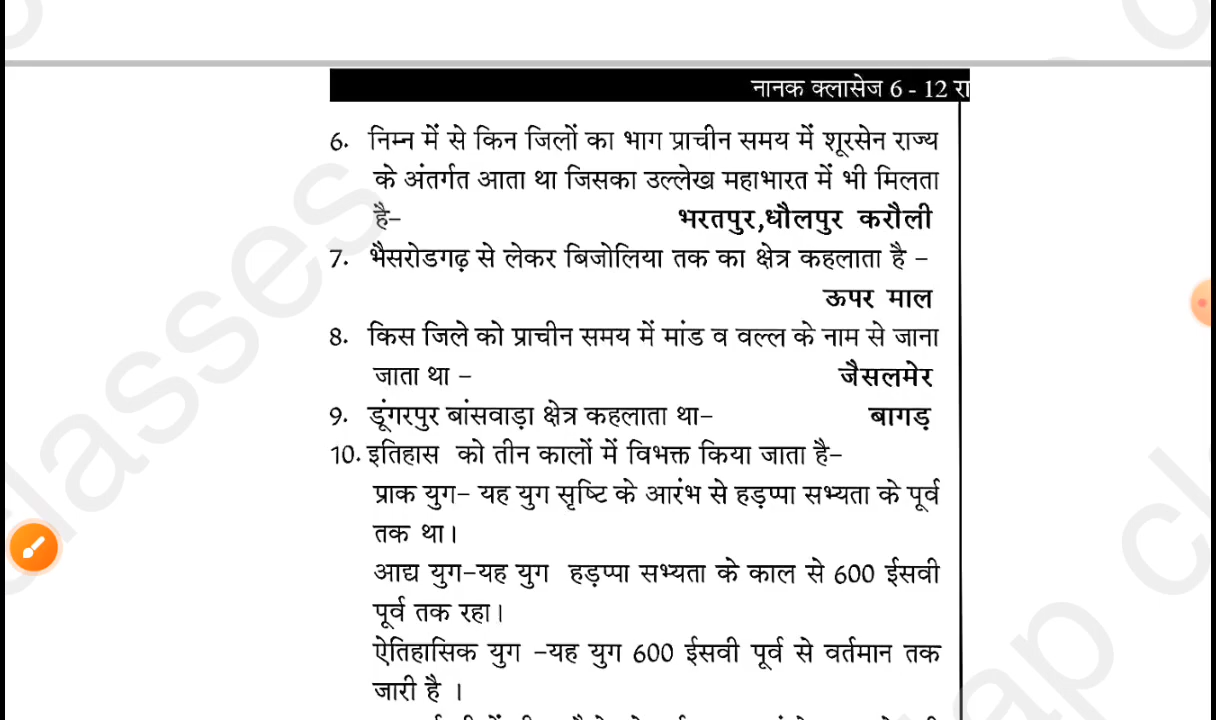 नानक क्लासेज 6 - 12 रा
6. निम्न में से किन जिलों का भाग प्राचीन समय में शूरसेन राज्य
के अंतर्गत आता था जिसका उल्लेख महाभारत में भी मिलता
है– भरतपुर,धौलपुर करौली
7. भैसरोडगढ़ से लेकर बिजोलिया तक का क्षेत्र कहलाता है –
ऊपर माल
8. किस जिले को प्राचीन समय में मांड व वल्ल के नाम से जाना
जाता था – जैसलमेर
9. डूंगरपुर बांसवाड़ा क्षेत्र कहलाता था– बागड़
10. इतिहास को तीन कालों में विभक्त किया जाता है–
प्राक युग– यह युग सृष्टि के आरंभ से हड़प्पा सभ्यता के पूर्व
तक था।
आद्य युग–यह युग हड़प्पा सभ्यता के काल से 600 ईसवी
पूर्व तक रहा।
ऐतिहासिक युग –यह युग 600 ईसवी पूर्व से वर्तमान तक
जारी है ।
classes